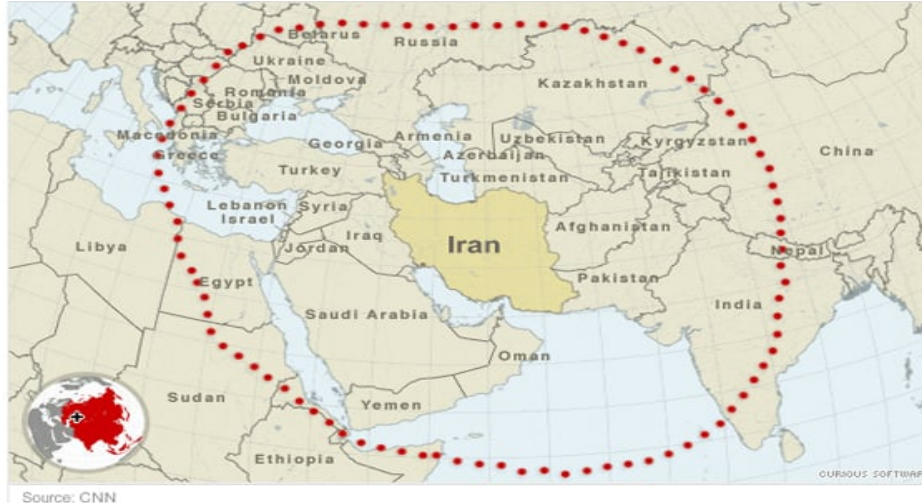 Belarus
Russia
Ukraine
Kazakhstan
Moldova
Romania
Serbia
Bulgaria
Macedonia
Georgia
Armenia
Uzbekistan
Kyrgyzstan
China
Greece
Azerbaijan
Turkey
Turkmenistan
Tajikistan
Lebanon
Syria
Israel
Afghanistan
Iraq
Jordan
Iran
Libya
Nepal
Egypt
Pakistan
India
Saudi Arabia
Oman
Sudan
Yemen
Ethiopia
CURIOUS SOFTWAR
Source: CNN